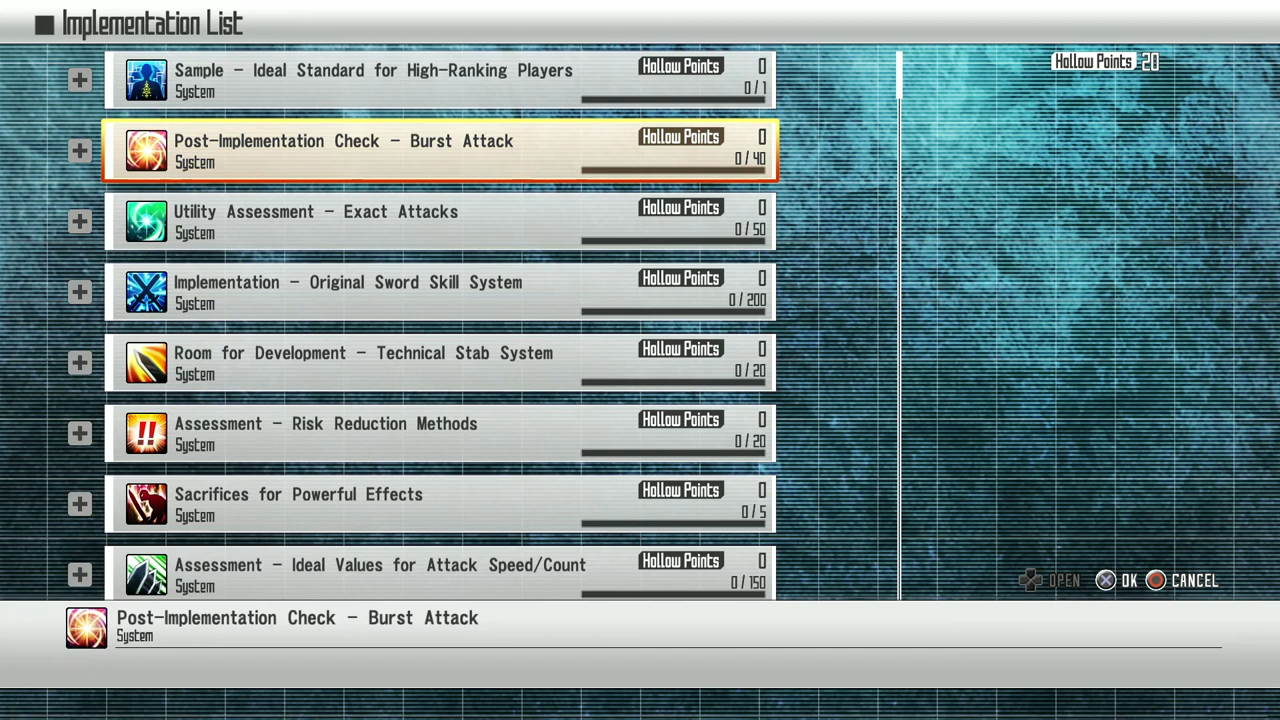 Implementation List
Hollow Points -20
Sample – Ideal Standard for High-Ranking Players
Hollow Points 0
System
0 / 1
Post-Implementation Check – Burst Attack
Hollow Points 0
System
0 / 40
Utility Assessment – Exact Attacks
Hollow Points 0
System
0 / 50
Implementation – Original Sword Skill System
Hollow Points 0
System
0 / 200
Room for Development – Technical Stab System
Hollow Points 0
System
0 / 20
Assessment – Risk Reduction Methods
Hollow Points 0
System
0 / 20
Sacrifices for Powerful Effects
Hollow Points 0
System
0 / 5
Assessment – Ideal Values for Attack Speed/Count
Hollow Points 0
System
0 / 150
OPEN OK CANCEL
Post-Implementation Check – Burst Attack
System